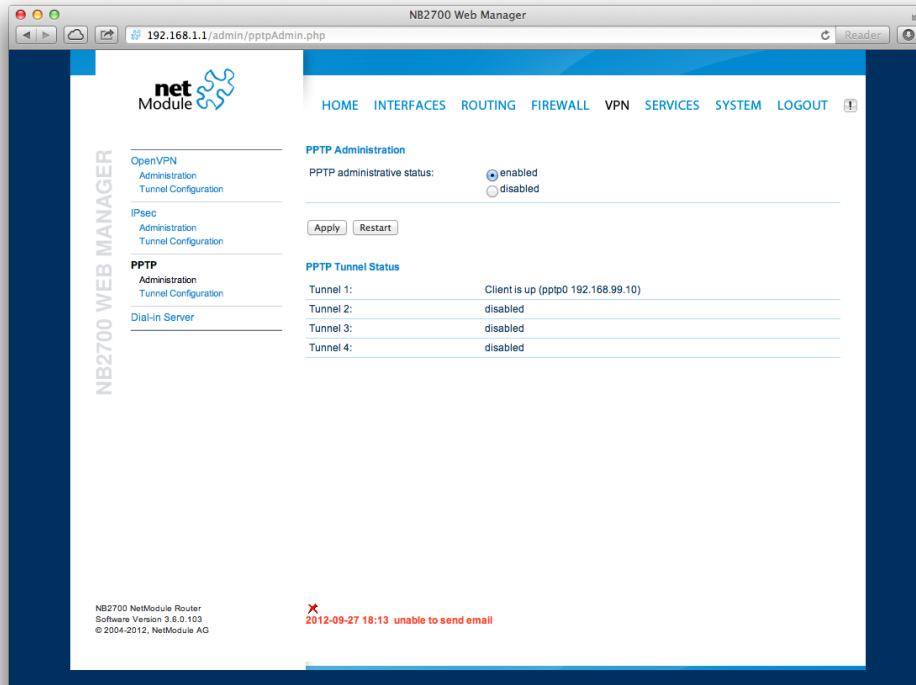 NB2700 Web Manager
192.168.1.1/admin/pptpAdmin.php
Reader
net
Module
HOME INTERFACES ROUTING FIREWALL VPN SERVICES SYSTEM LOGOUT
NB2700 WEB MANAGER
OpenVPN
Administration
Tunnel Configuration
IPsec
Administration
Tunnel Configuration
PPTP
Administration
Tunnel Configuration
Dial-in Server
PPTP Administration
PPTP administrative status: enabled
disabled
Apply Restart
PPTP Tunnel Status
Tunnel 1: Client is up (pptp0 192.168.99.10)
Tunnel 2: disabled
Tunnel 3: disabled
Tunnel 4: disabled
NB2700 NetModule Router
Software Version 3.6.0.103
© 2004-2012, NetModule AG
2012-09-27 18:13 unable to send email